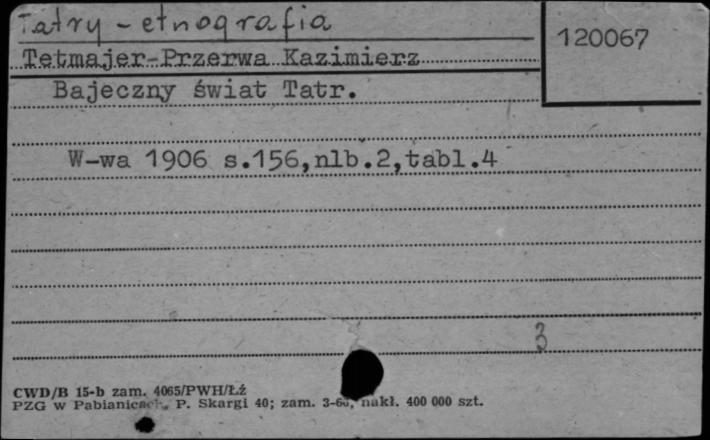 Tatry - etnografia
120067
Tetmajer-Przerwa Kazimierz
Bajeczny świat Tatr.
W-wa 1906 s.156,nlb.2,tabl.4
3
CWD/B 15-b zam. 4065/PWH/Łź
PZG w Pabianicach, P. Skargi 40; zam. nakł. 400 000 szt.